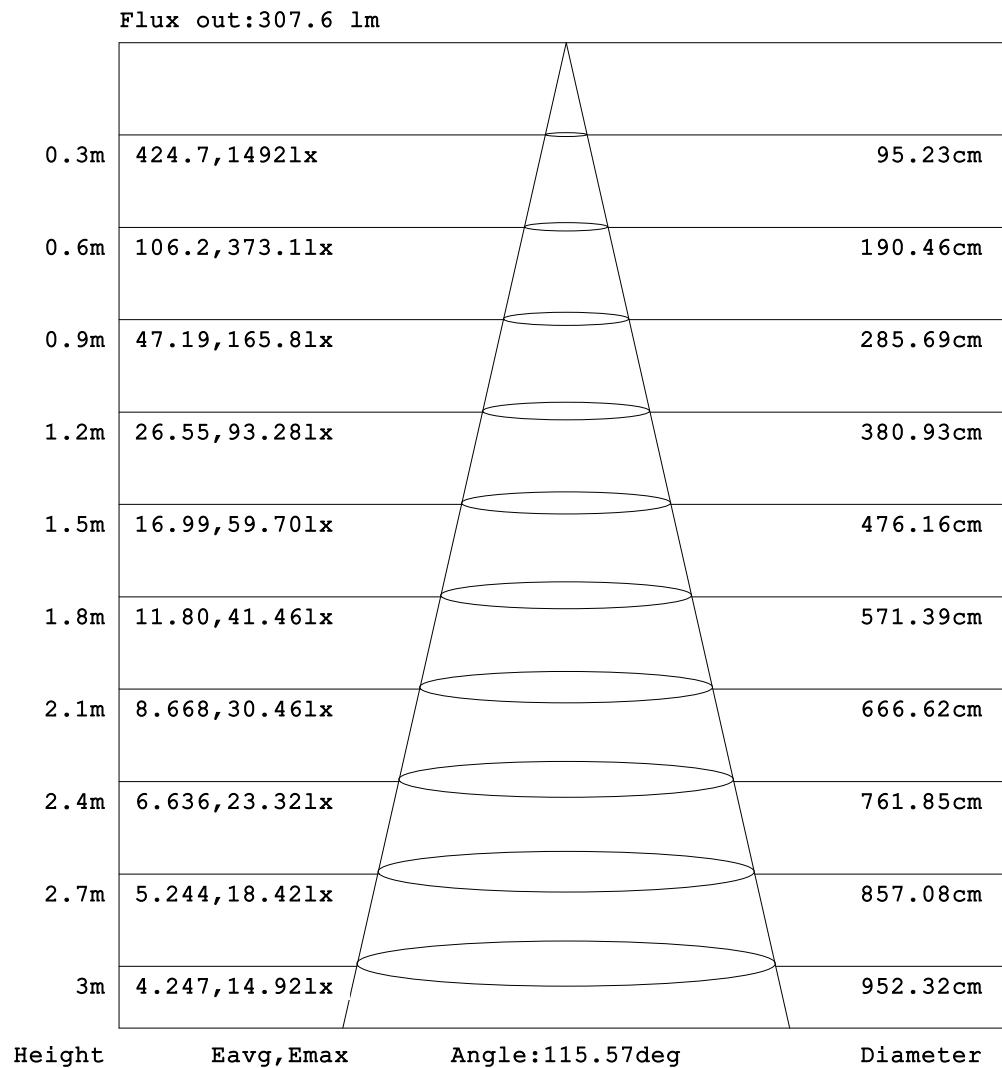 Flux out:307.6 lm
0.3m 424.7,1492lx 95.23cm
0.6m 106.2,373.1lx 190.46cm
0.9m 47.19,165.8lx 285.69cm
1.2m 26.55,93.28lx 380.93cm
1.5m 16.99,59.70lx 476.16cm
1.8m 11.80,41.46lx 571.39cm
2.1m 8.668,30.46lx 666.62cm
2.4m 6.636,23.32lx 761.85cm
2.7m 5.244,18.42lx 857.08cm
3m 4.247,14.92lx 952.32cm
Height Eavg,Emax Angle:115.57deg Diameter